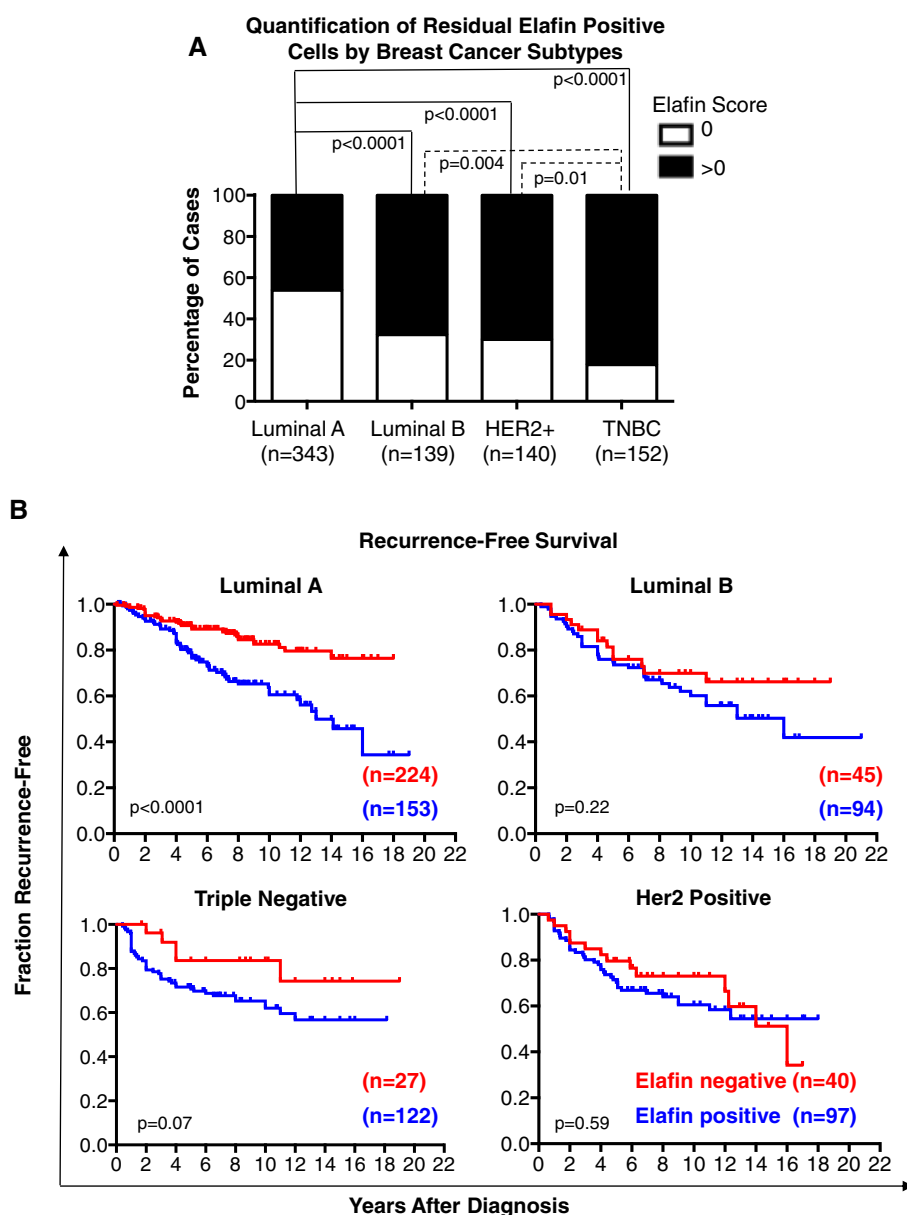 A
Quantification of Residual Elafin Positive
Cells by Breast Cancer Subtypes
p<0.0001
p<0.0001
p<0.0001
p=0.004
p=0.01
Elafin Score
0
>0
Percentage of Cases
100
80
60
40
20
0
Luminal A Luminal B HER2+ TNBC
(n=343) (n=139) (n=140) (n=152)
B
Recurrence-Free Survival
Fraction Recurrence-Free
Luminal A
1.0
0.8
0.6
0.4
0.2
0.0
(n=224)
(n=153)
p<0.0001
0 2 4 6 8 10 12 14 16 18 20 22
Luminal B
1.0
0.8
0.6
0.4
0.2
0.0
(n=45)
(n=94)
p=0.22
0 2 4 6 8 10 12 14 16 18 20 22
Triple Negative
1.0
0.8
0.6
0.4
0.2
0.0
(n=27)
(n=122)
p=0.07
0 2 4 6 8 10 12 14 16 18 20 22
Her2 Positive
1.0
0.8
0.6
0.4
0.2
0.0
Elafin negative (n=40)
Elafin positive (n=97)
p=0.59
0 2 4 6 8 10 12 14 16 18 20 22
Years After Diagnosis